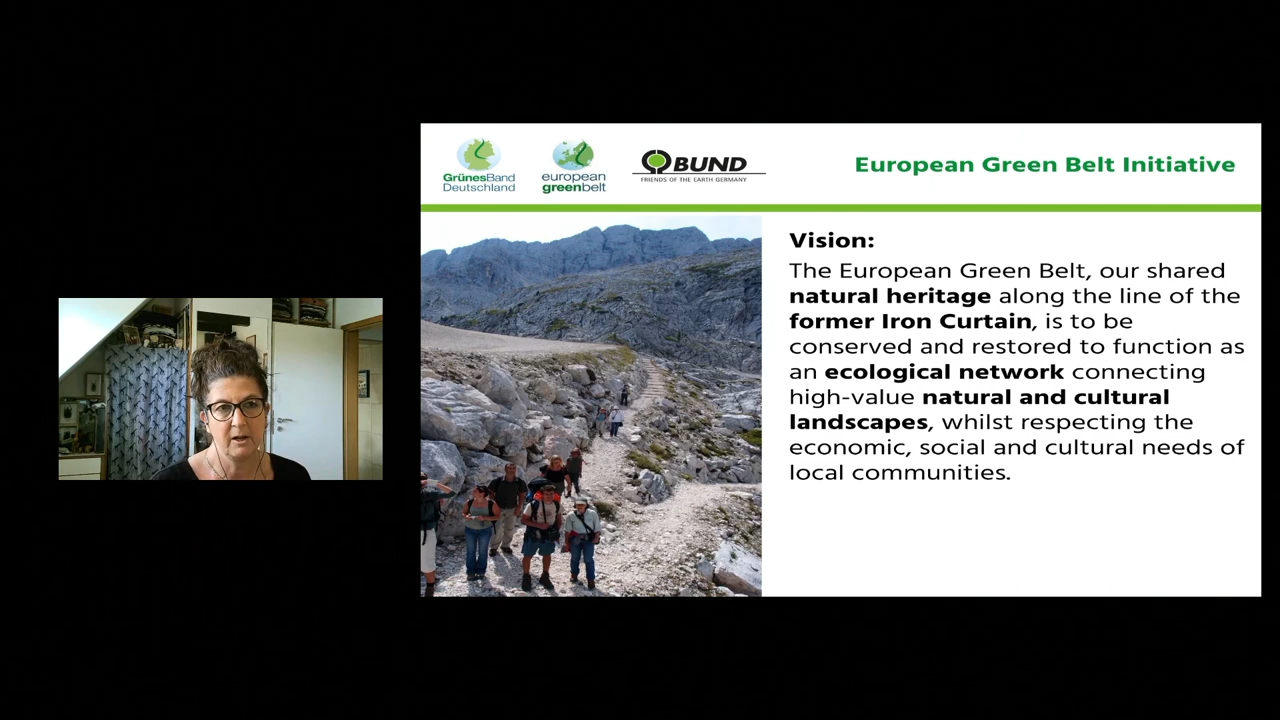 GrünesBand
Deutschland
european
greenbelt
BUND
FRIENDS OF THE EARTH GERMANY
European Green Belt Initiative
Vision:
The European Green Belt, our shared
natural heritage along the line of the
former Iron Curtain, is to be
conserved and restored to function as
an ecological network connecting
high-value natural and cultural
landscapes, whilst respecting the
economic, social and cultural needs of
local communities.